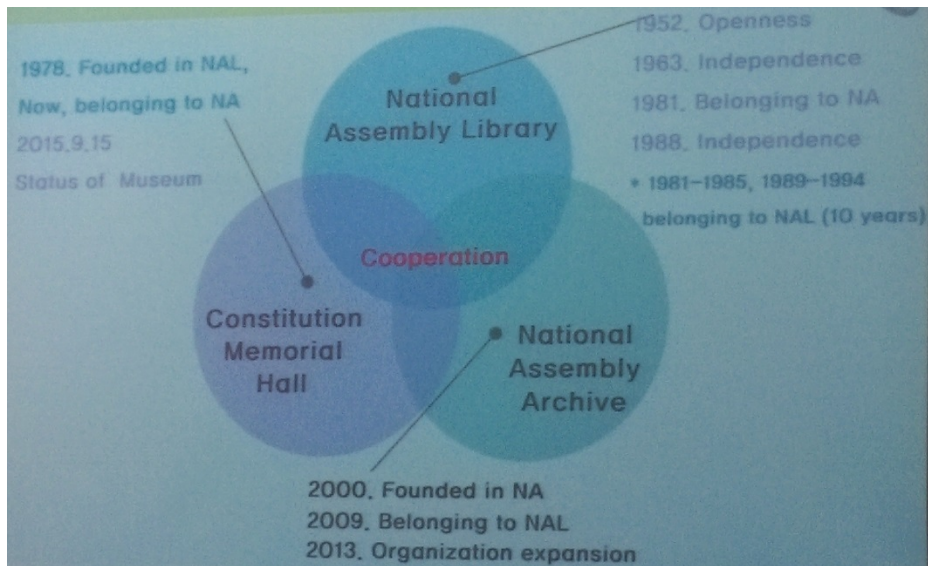 1978. Founded in NAL,
Now, belonging to NA
2015.9.15
Status of Museum
National
Assembly Library
1952. Openness
1963. Independence
1981. Belonging to NA
1988. Independence
* 1981-1985, 1989-1994
belonging to NAL (10 years)
Cooperation
Constitution
Memorial
Hall
National
Assembly
Archive
2000. Founded in NA
2009. Belonging to NAL
2013. Organization expansion